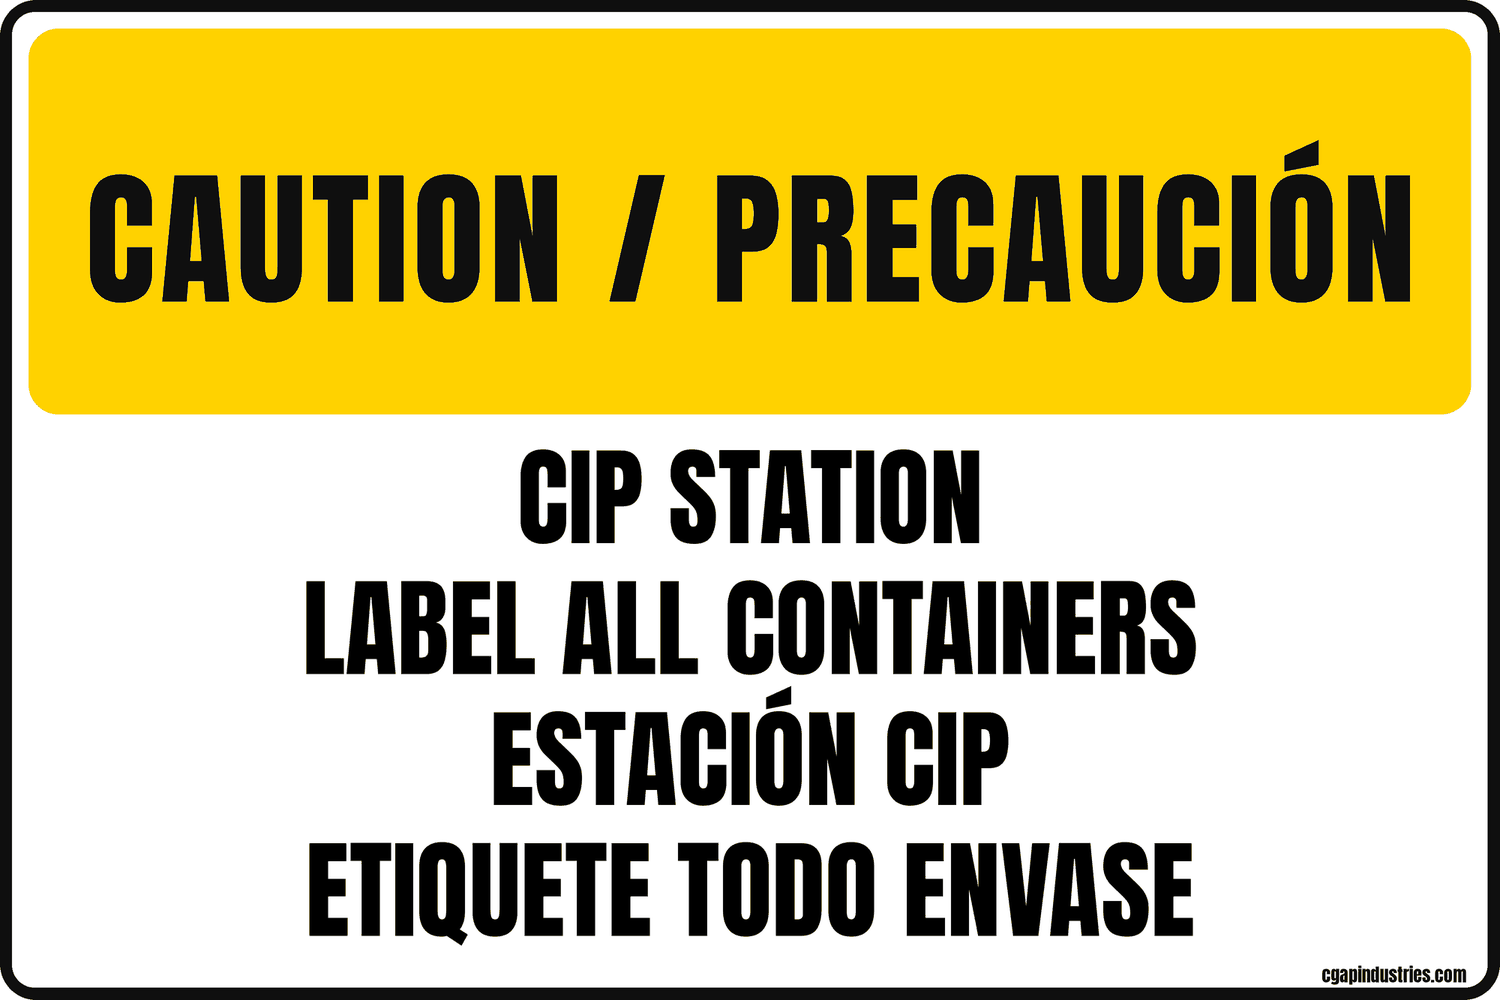 CAUTION / PRECAUCIÓN
CIP STATION
LABEL ALL CONTAINERS
ESTACIÓN CIP
ETIQUETE TODO ENVASE
cgapindustries.com